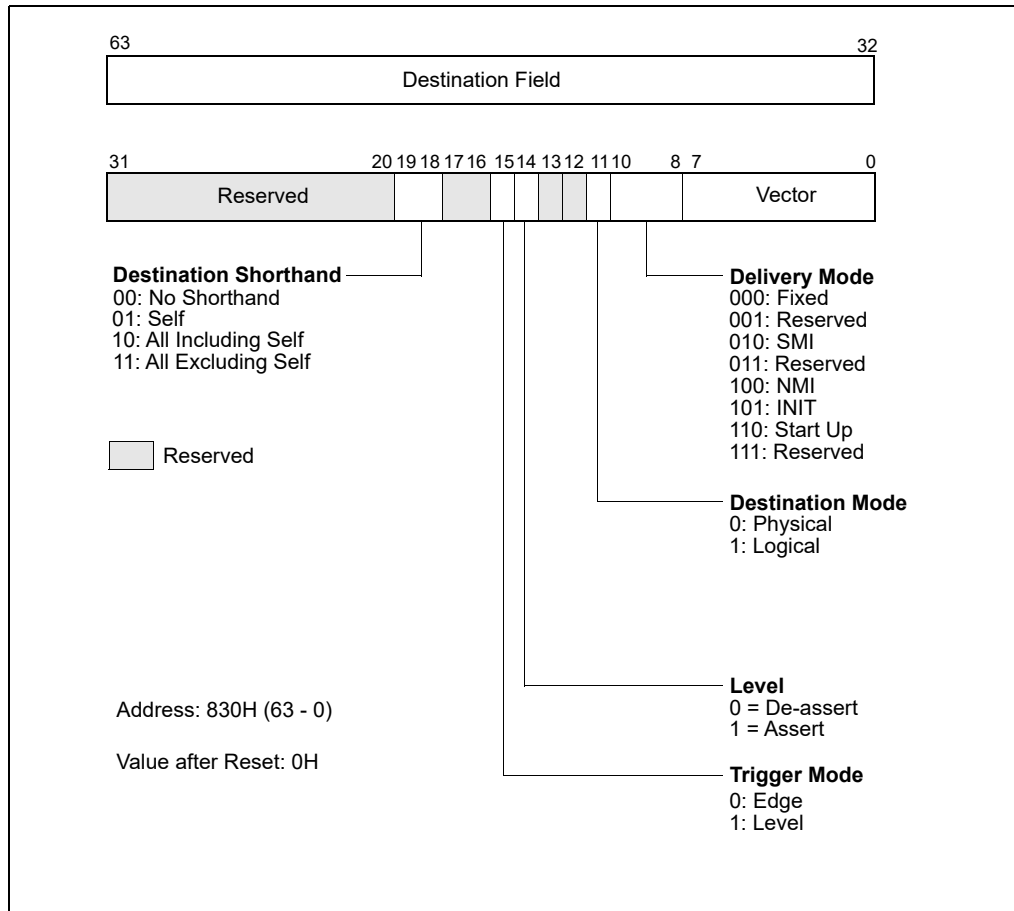 63 32
Destination Field
31 20 19 18 17 16 15 14 13 12 11 10 8 7 0
Reserved Vector
Destination Shorthand
00: No Shorthand
01: Self
10: All Including Self
11: All Excluding Self
Reserved
Delivery Mode
000: Fixed
001: Reserved
010: SMI
011: Reserved
100: NMI
101: INIT
110: Start Up
111: Reserved
Destination Mode
0: Physical
1: Logical
Level
0 = De-assert
1 = Assert
Address: 830H (63 - 0)
Value after Reset: 0H
Trigger Mode
0: Edge
1: Level